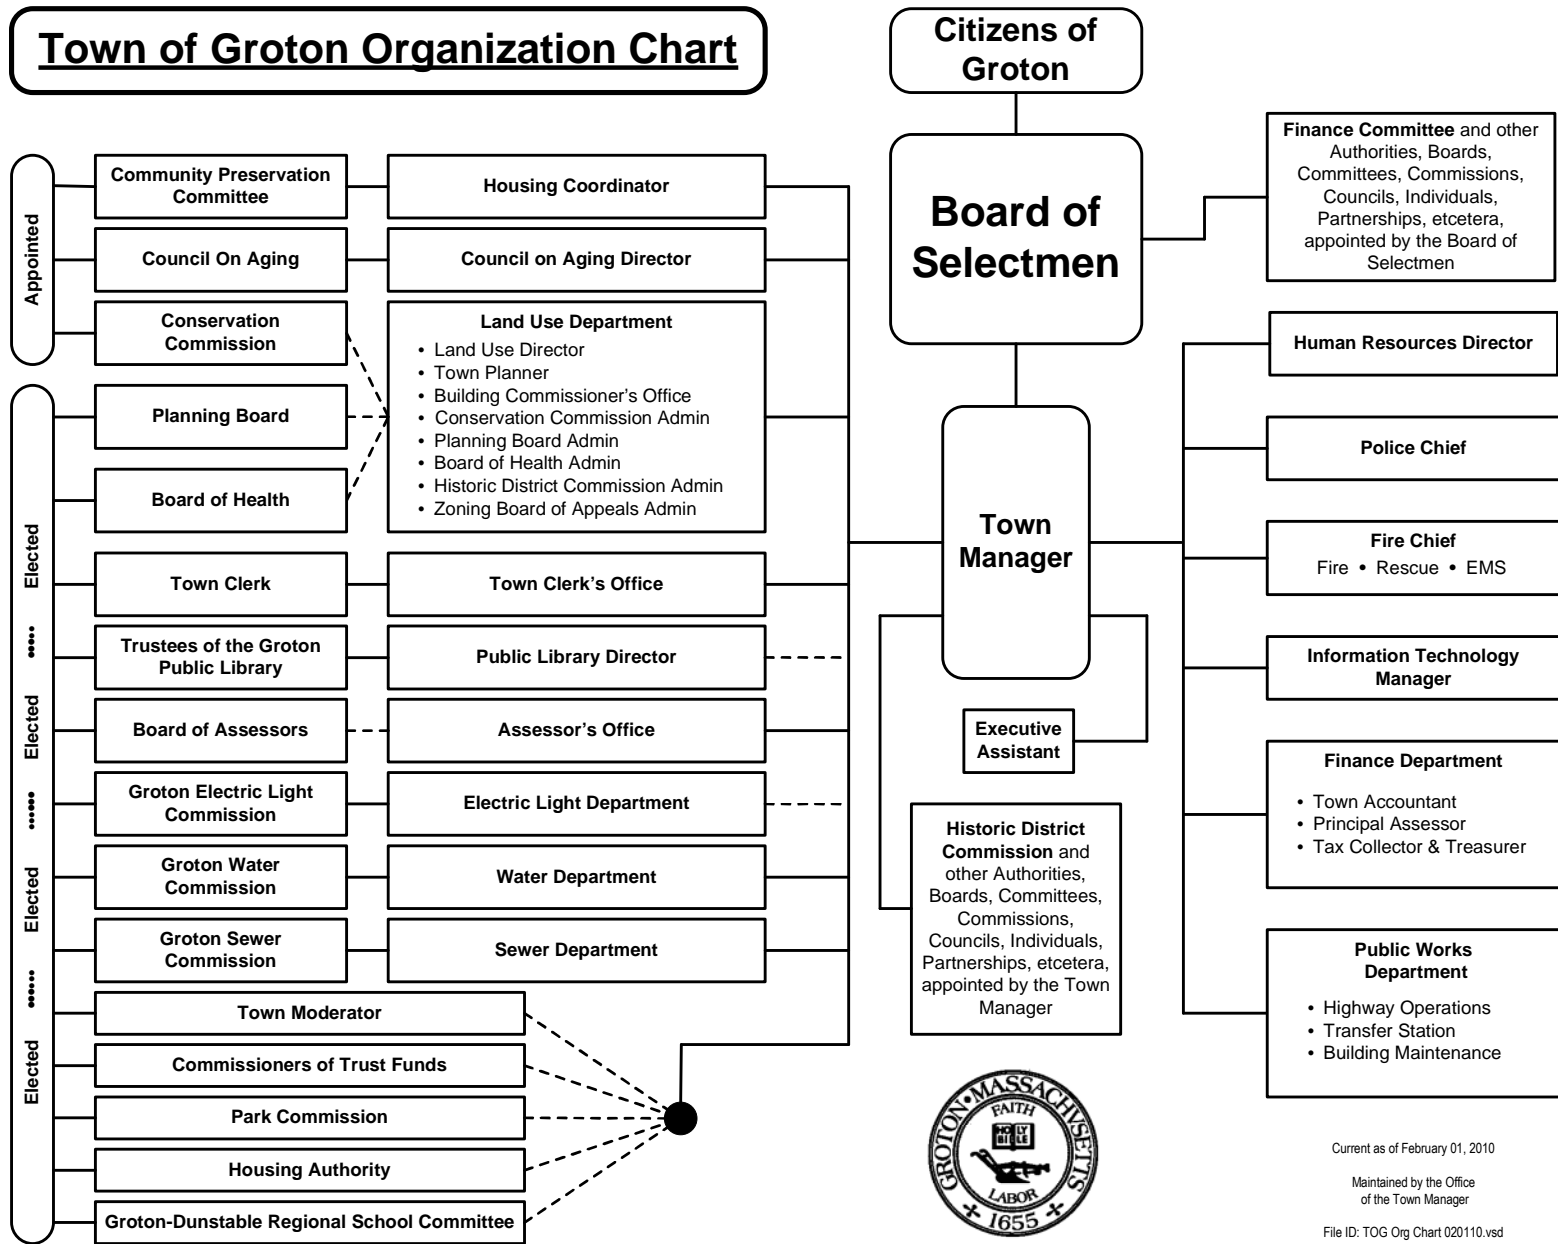 Town of Groton Organization Chart
Citizens of
Groton
Board of
Selectmen
Finance Committee and other
Authorities, Boards,
Committees, Commissions,
Councils, Individuals,
Partnerships, etcetera,
appointed by the Board of
Selectmen
Appointed
Community Preservation
Committee
Housing Coordinator
Council On Aging
Council on Aging Director
Conservation
Commission
Land Use Department
• Land Use Director
• Town Planner
• Building Commissioner's Office
• Conservation Commission Admin
• Planning Board Admin
• Board of Health Admin
• Historic District Commission Admin
• Zoning Board of Appeals Admin
Elected ...... Elected ...... Elected ...... Elected
Planning Board
Board of Health
Town Clerk
Town Clerk's Office
Trustees of the Groton
Public Library
Public Library Director
Board of Assessors
Assessor's Office
Groton Electric Light
Commission
Electric Light Department
Groton Water
Commission
Water Department
Groton Sewer
Commission
Sewer Department
Town Moderator
Commissioners of Trust Funds
Park Commission
Housing Authority
Groton-Dunstable Regional School Committee
Town
Manager
Executive
Assistant
Historic District
Commission and
other Authorities,
Boards, Committees,
Commissions,
Councils, Individuals,
Partnerships, etcetera,
appointed by the Town
Manager
Human Resources Director
Police Chief
Fire Chief
Fire • Rescue • EMS
Information Technology
Manager
Finance Department
• Town Accountant
• Principal Assessor
• Tax Collector & Treasurer
Public Works
Department
• Highway Operations
• Transfer Station
• Building Maintenance
GROTON • MASSACHVSETTS
FAITH
HOLY
BIBLE
LABOR
1655
Current as of February 01, 2010
Maintained by the Office
of the Town Manager
File ID: TOG Org Chart 020110.vsd